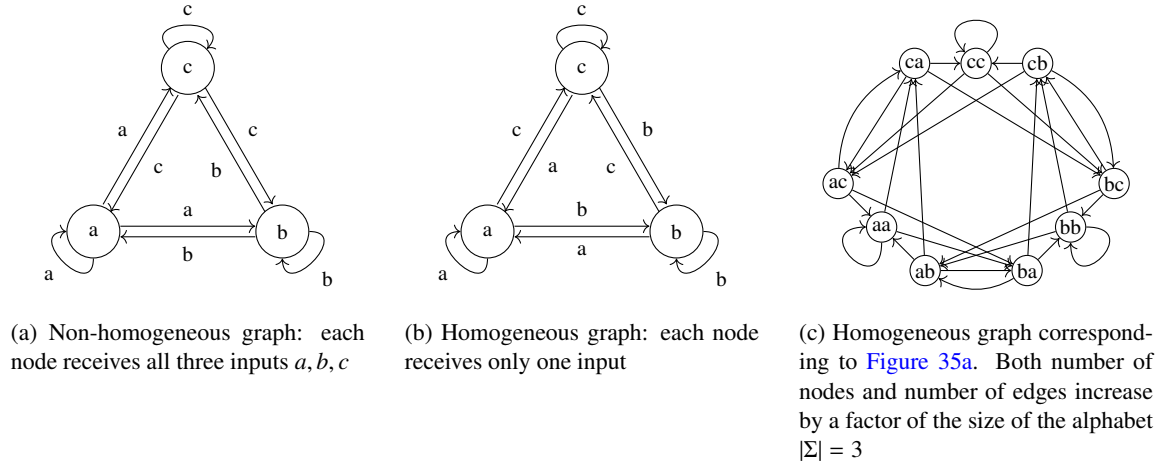 c
c
a
c
c
b
a
a
b
b
a
b
c
c
c
a
b
c
a
b
b
a
a
b
ca
cc
cb
ac
bc
aa
bb
ab
ba
(a) Non-homogeneous graph: each
node receives all three inputs a, b, c
(b) Homogeneous graph: each node
receives only one input
(c) Homogeneous graph correspond-
ing to Figure 35a. Both number of
nodes and number of edges increase
by a factor of the size of the alphabet
|Σ| = 3